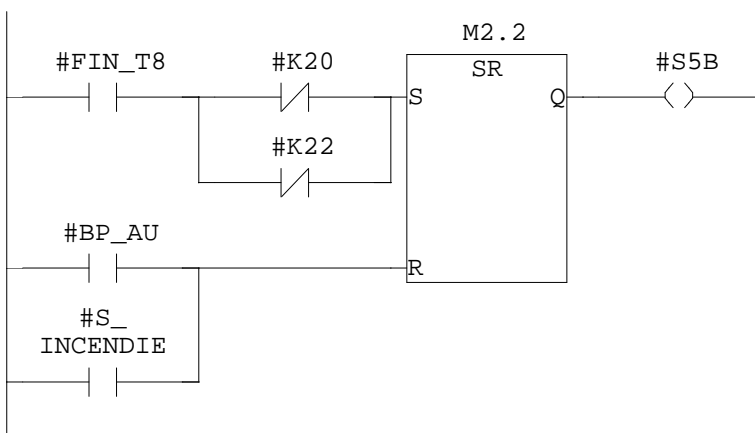 M2.2
#FIN_T8
#K20
SR
#S5B
S
Q
#K22
#BP_AU
R
#S_
INCENDIE